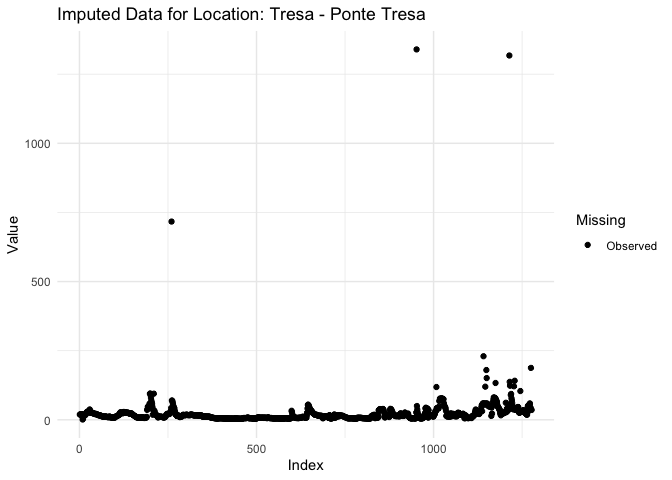 Imputed Data for Location: Tresa - Ponte Tresa
1000
500
0
Value
0
500
1000
Index
Missing
Observed